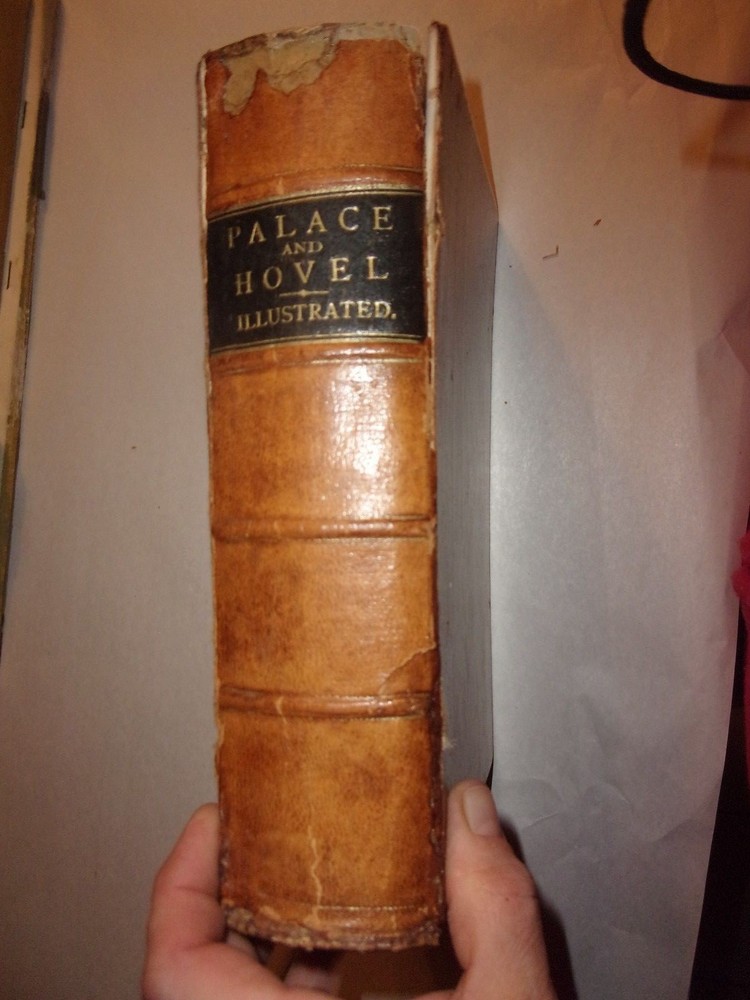 PALACE
AND
HOVEL
ILLUSTRATED.